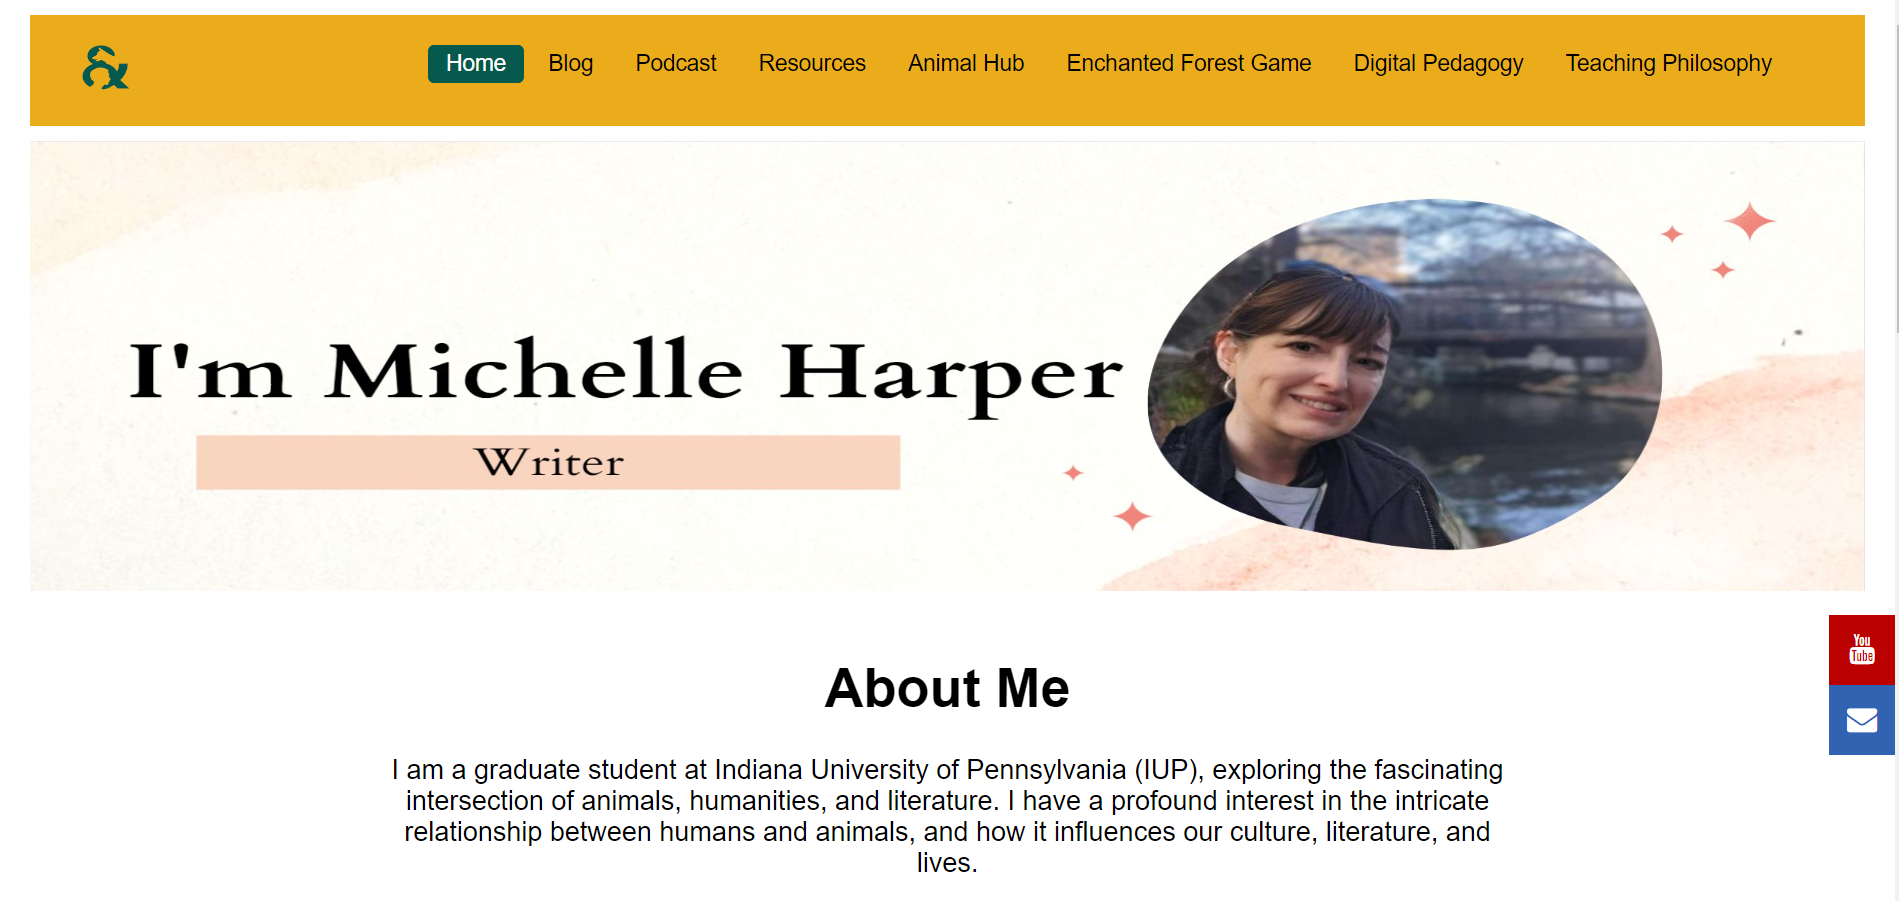 Home Blog Podcast Resources Animal Hub Enchanted Forest Game Digital Pedagogy Teaching Philosophy
I'm Michelle Harper
Writer
You
Tube
About Me
I am a graduate student at Indiana University of Pennsylvania (IUP), exploring the fascinating
intersection of animals, humanities, and literature. I have a profound interest in the intricate
relationship between humans and animals, and how it influences our culture, literature, and
lives.